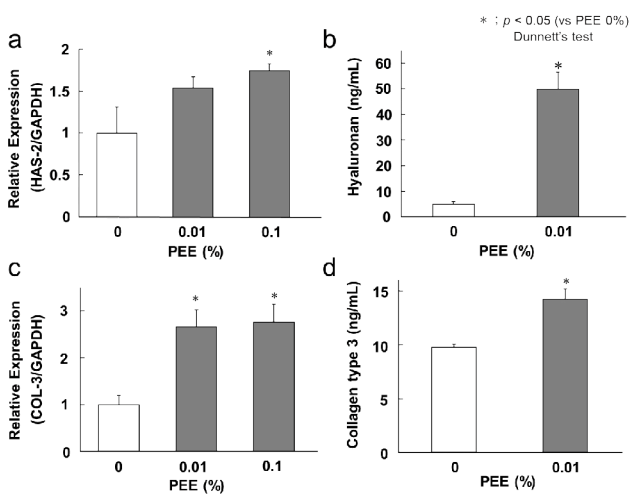 * ; p < 0.05 (vs PEE 0%)
Dunnett's test
a
Relative Expression
(HAS-2/GAPDH)
2
1.5
1
0.5
0
*
0
0.01
0.1
PEE (%)
b
Hyaluronan (ng/mL)
60
50
40
30
20
10
0
*
0
0.01
PEE (%)
c
Relative Expression
(COL-3/GAPDH)
3
2
1
0
*
*
0
0.01
0.1
PEE (%)
d
Collagen type 3 (ng/mL)
15
10
5
0
*
0
0.01
PEE (%)